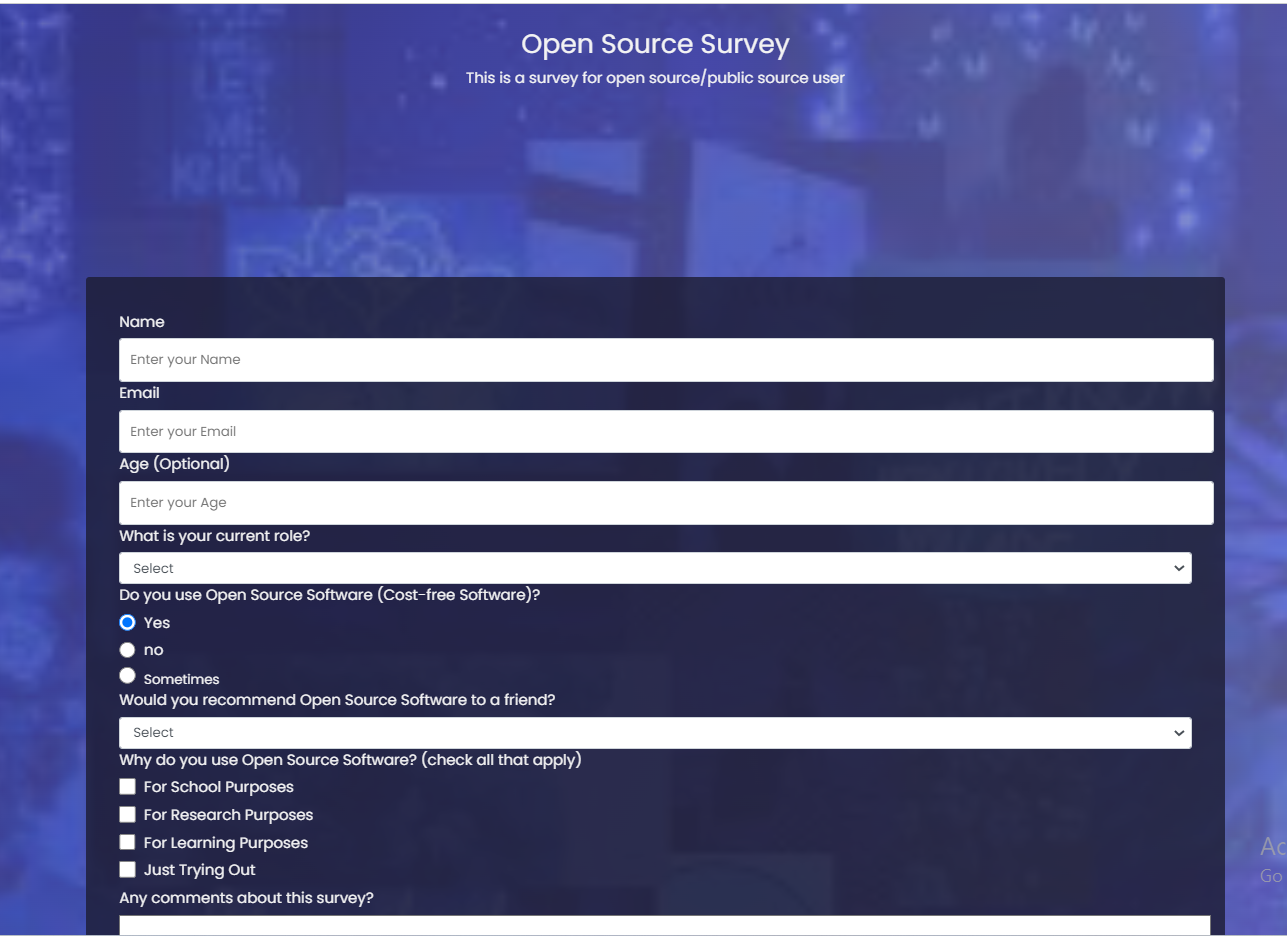 Open Source Survey
This is a survey for open source/public source user
LET
ME
KNOW
Name
Enter your Name
Email
Enter your Email
Age (Optional)
Enter your Age
What is your current role?
Select
Do you use Open Source Software (Cost-free Software)?
Yes
no
Sometimes
Would you recommend Open Source Software to a friend?
Select
Why do you use Open Source Software? (check all that apply)
For School Purposes
For Research Purposes
For Learning Purposes
Just Trying Out
Any comments about this survey?
Ac
Go